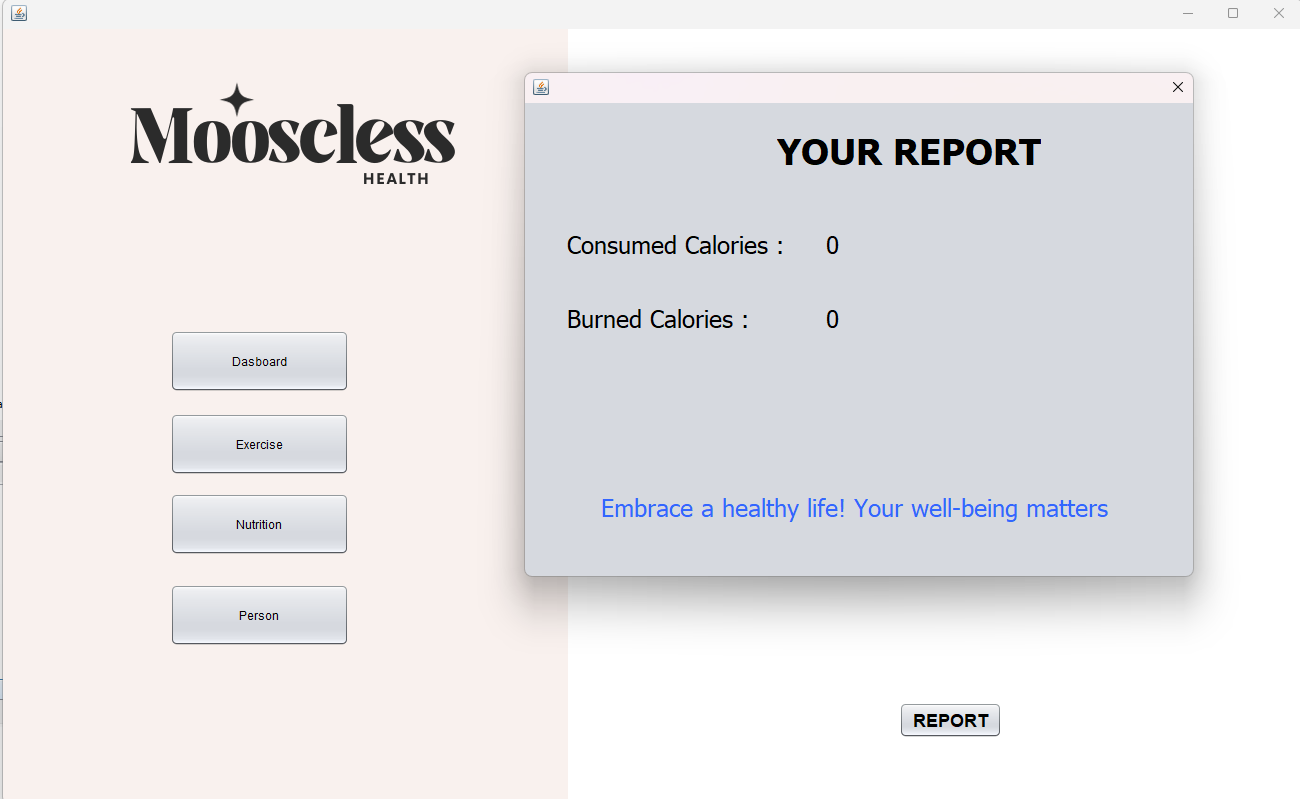 Mooscless
HEALTH
Dasboard
Exercise
Nutrition
Person
YOUR REPORT
Consumed Calories : 0
Burned Calories : 0
Embrace a healthy life! Your well-being matters
REPORT